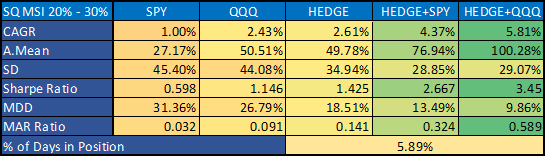 SQ MSI 20% - 30% SPY QQQ HEDGE HEDGE+SPY HEDGE+QQQ
CAGR 1.00% 2.43% 2.61% 4.37% 5.81%
A.Mean 27.17% 50.51% 49.78% 76.94% 100.28%
SD 45.40% 44.08% 34.94% 28.85% 29.07%
Sharpe Ratio 0.598 1.146 1.425 2.667 3.45
MDD 31.36% 26.79% 18.51% 13.49% 9.86%
MAR Ratio 0.032 0.091 0.141 0.324 0.589
% of Days in Position 5.89%